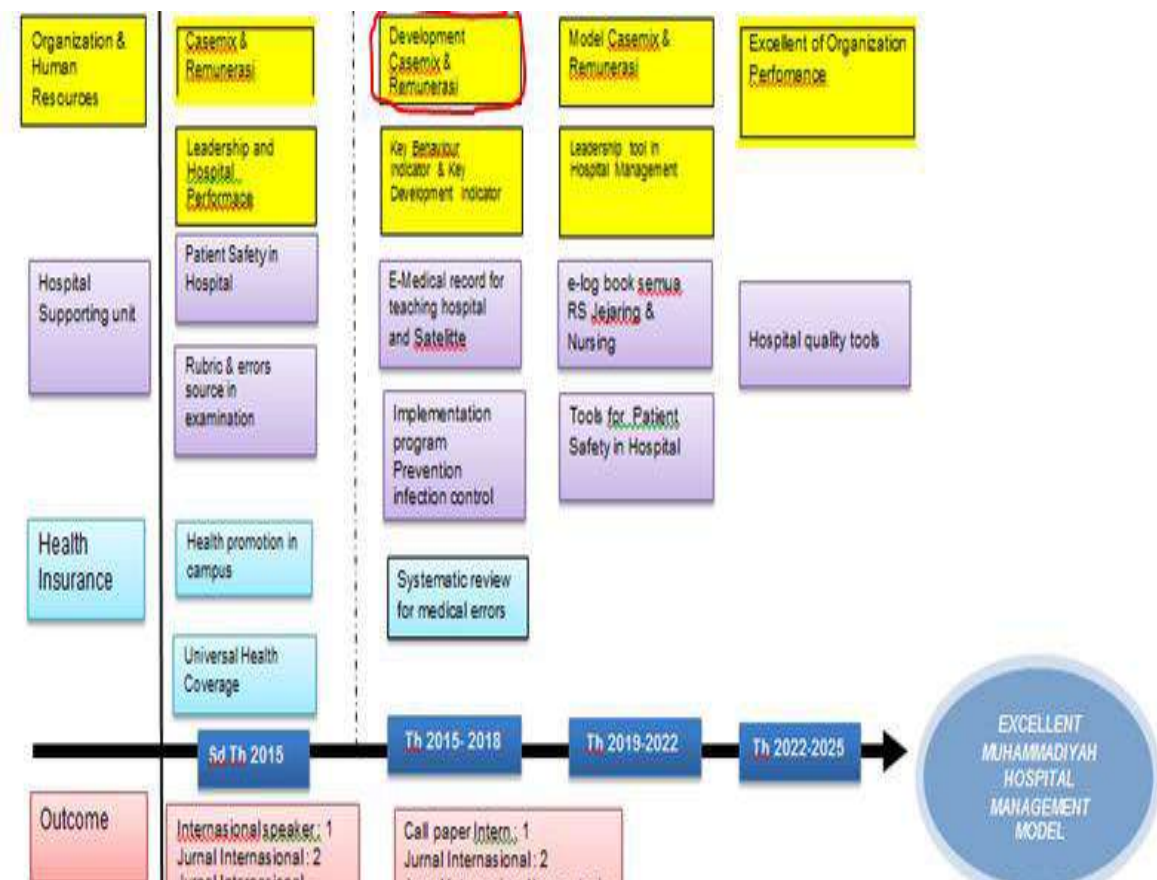 Organization &
Human
Resources
Casemix &
Remunerasi
Development
Casemix &
Remunerasi
Model Casemix &
Remunerasi
Excellent of Organization
Perfomance
Leadership and
Hospital
Performace
Key Behaviour
Indicator & Key
Development Indicator
Leadership tool in
Hospital Management
Hospital
Supporting unit
Patient Safety in
Hospital
E-Medical record for
teaching hospital
and Satelitte
e-log book semua
RS Jejaring &
Nursing
Hospital quality tools
Rubric & errors
source in
examination
Implementation
program
Prevention
infection control
Tools for Patient
Safety in Hospital
Health
Insurance
Health promotion in
campus
Systematic review
for medical errors
Universal Health
Coverage
Sd Th 2015
Th 2015- 2018
Th 2019-2022
Th 2022-2025
EXCELLENT
MUHAMMADIYAH
HOSPITAL
MANAGEMENT
MODEL
Outcome
Internasional speaker : 1
Jurnal Internasional : 2
Call paper Intern : 1
Jurnal Internasional : 2